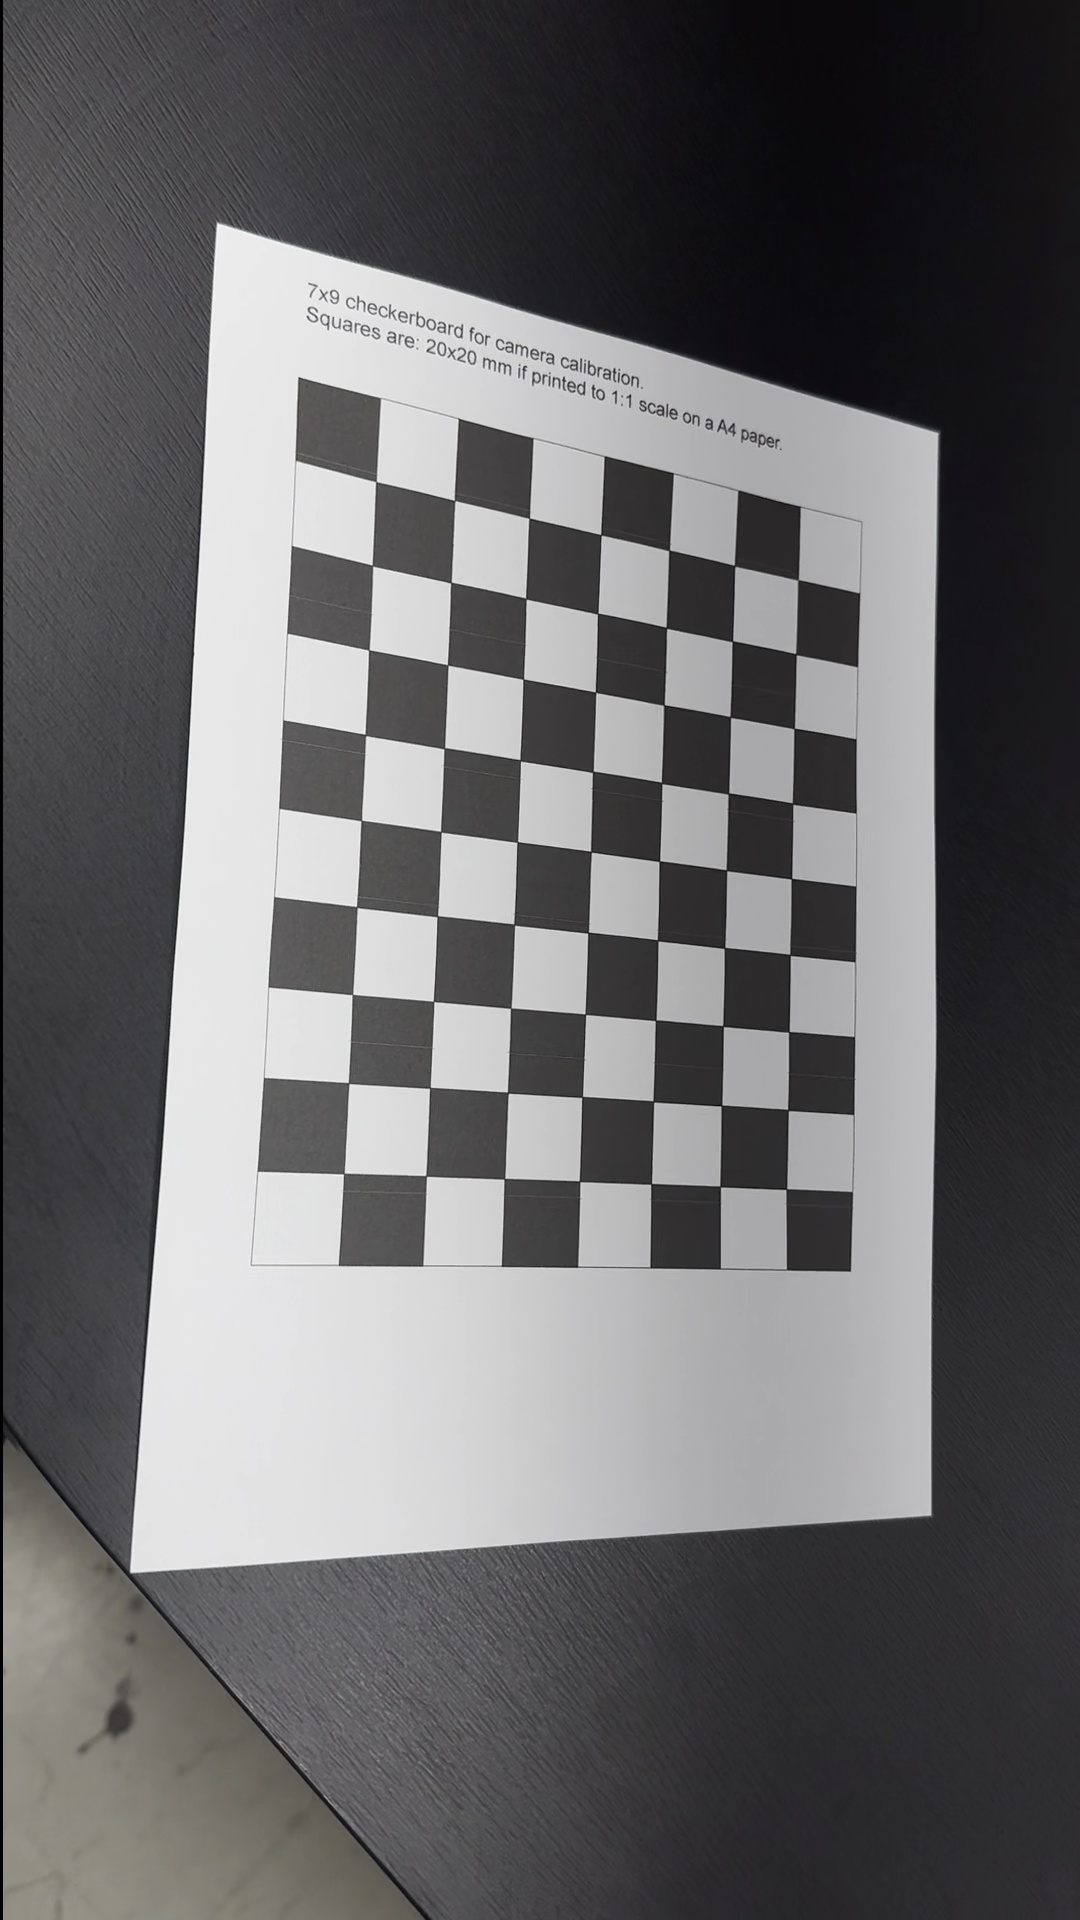 7x9 checkerboard for camera calibration.
Squares are: 20x20 mm if printed to 1:1 scale on a A4 paper.